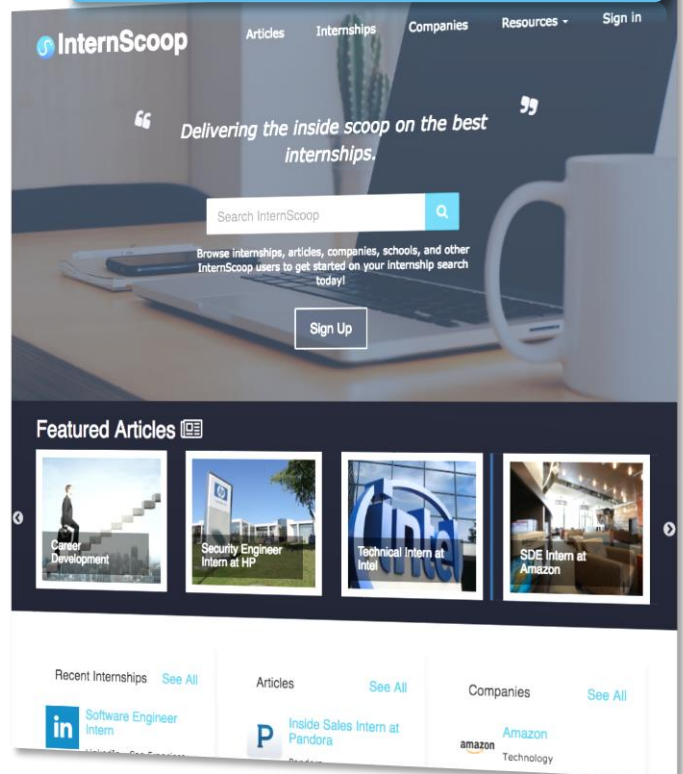 InternScoop
Articles
Internships
Companies
Resources
Sign in
“
Delivering the inside scoop on the best
internships.
”
Search InternScoop
Browse internships, articles, companies, schools, and other
InternScoop users to get started on your internship search
today!
Sign Up
Featured Articles
Career
Development
hp
Security Engineer
Intern at HP
intel
Technical Intern at
Intel
SDE Intern at
Amazon
Recent Internships See All
in
Software Engineer
Intern
Articles See All
P
Inside Sales Intern at
Pandora
Companies See All
amazon
Amazon
Technology